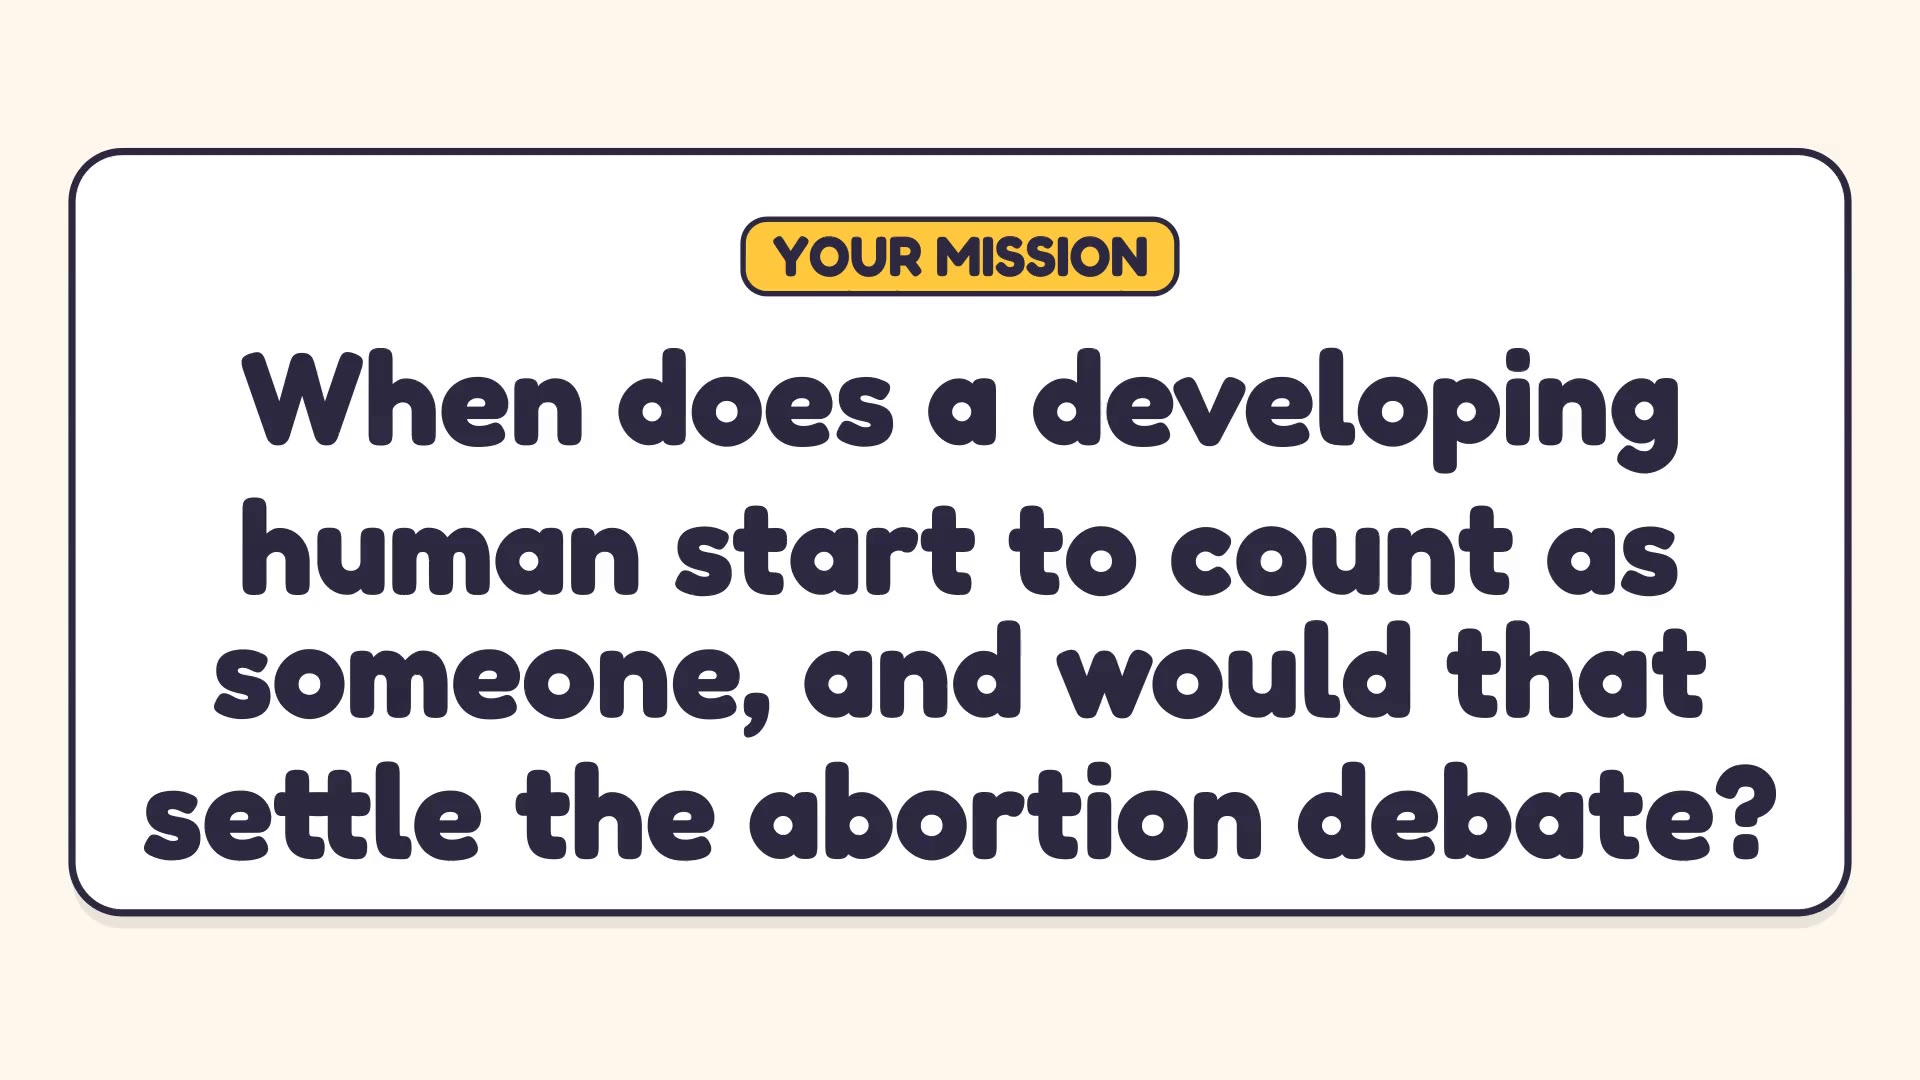 YOUR MISSION
When does a developing
human start to count as
someone, and would that
settle the abortion debate?